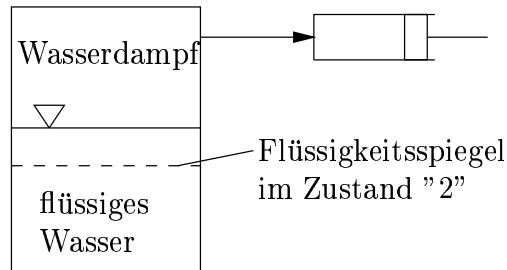 Wasserdampf
Flüssigkeitsspiegel
im Zustand ”2”
flüssiges
Wasser